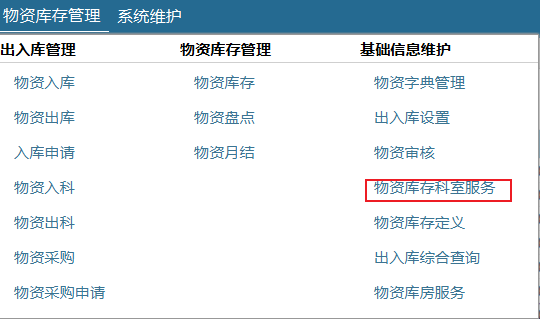 物资库存管理 系统维护
出入库管理 物资库存管理 基础信息维护
物资入库 物资库存 物资字典管理
物资出库 物资盘点 出入库设置
入库申请 物资月结 物资审核
物资入科 物资库存科室服务
物资出科 物资库存定义
物资采购 出入库综合查询
物资采购申请 物资库房服务